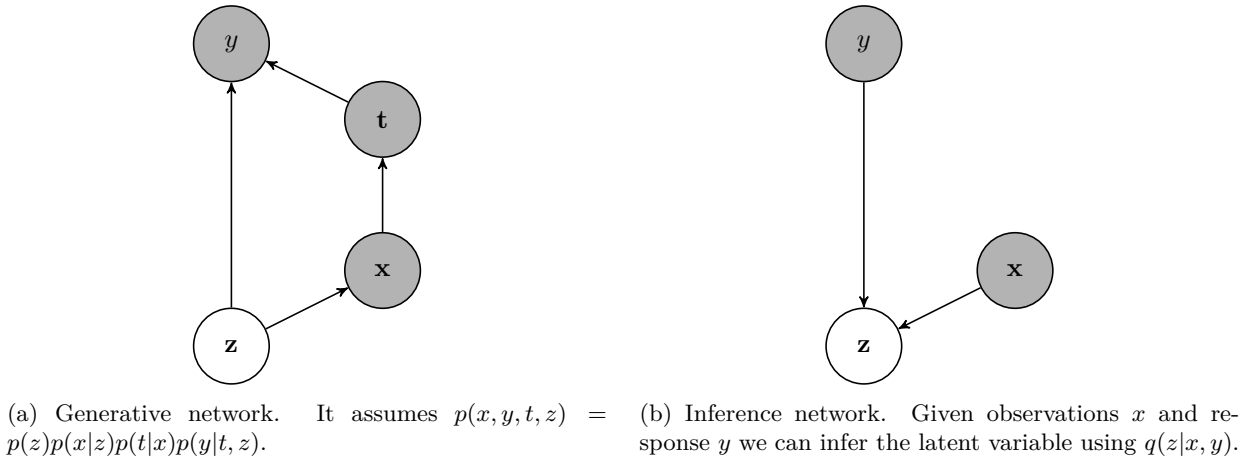 y
t
x
z
y
x
z
(a) Generative network. It assumes p(x, y, t, z) =
p(z)p(x|z)p(t|x)p(y|t, z).
(b) Inference network. Given observations x and re-
sponse y we can infer the latent variable using q(z|x, y).